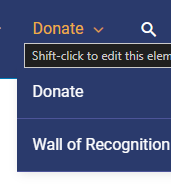 Donate
Shift-click to edit this elem
Donate
Wall of Recognition